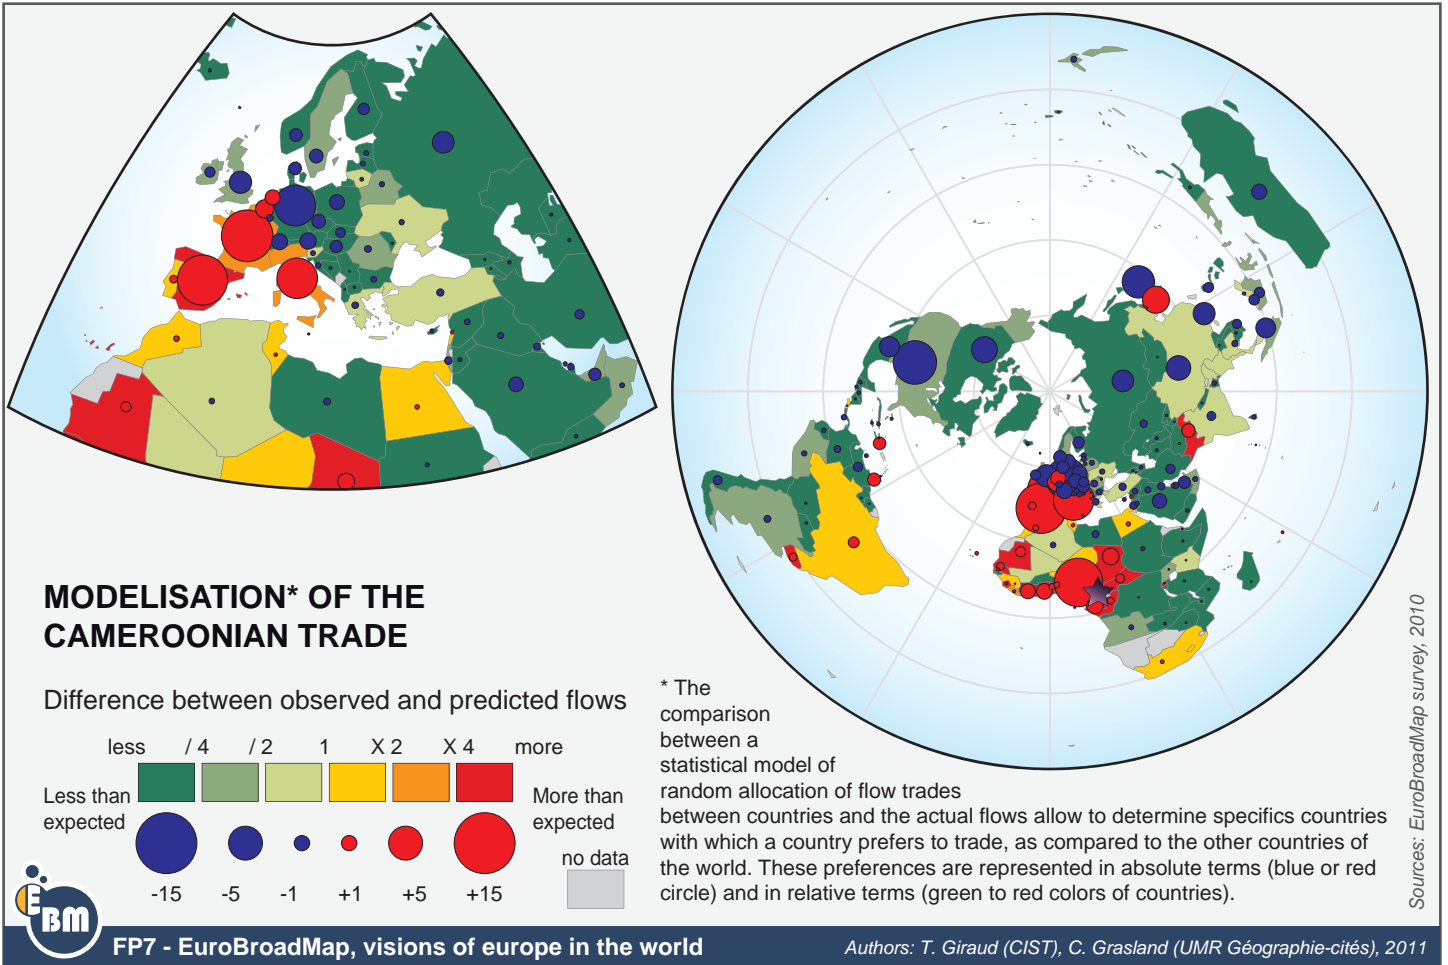 MODELISATION* OF THE
CAMEROONIAN TRADE
Difference between observed and predicted flows
less / 4 / 2 1 X 2 X 4 more
Less than
expected
More than
expected
-15 -5 -1 +1 +5 +15
no data
* The
comparison
between a
statistical model of
random allocation of flow trades
between countries and the actual flows allow to determine specifics countries
with which a country prefers to trade, as compared to the other countries of
the world. These preferences are represented in absolute terms (blue or red
circle) and in relative terms (green to red colors of countries).
Sources: EuroBroadMap survey, 2010
EBM
FP7 - EuroBroadMap, visions of europe in the world
Authors: T. Giraud (CIST), C. Grasland (UMR Géographie-cités), 2011